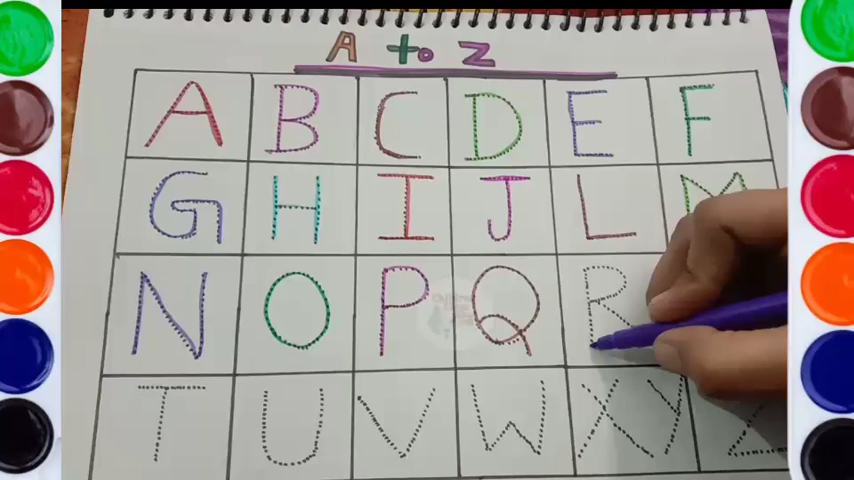 A to Z
A B C D E F
G H I J L M
N O P Q R
T U V W X Y Z